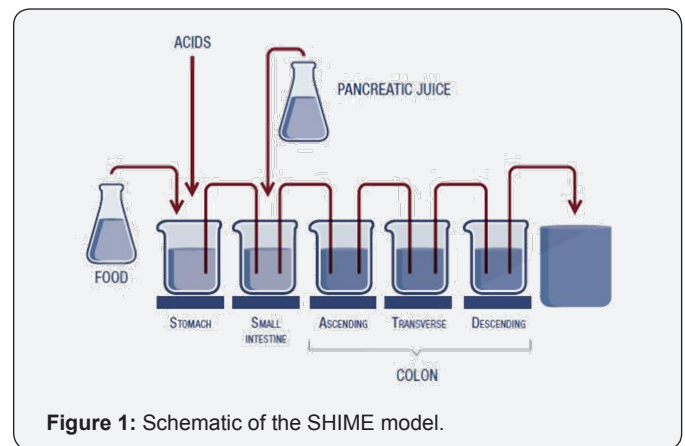 ACIDS
PANCREATIC JUICE
FOOD
STOMACH
SMALL
INTESTINE
ASCENDING
TRANSVERSE
DESCENDING
COLON
Figure 1: Schematic of the SHIME model.